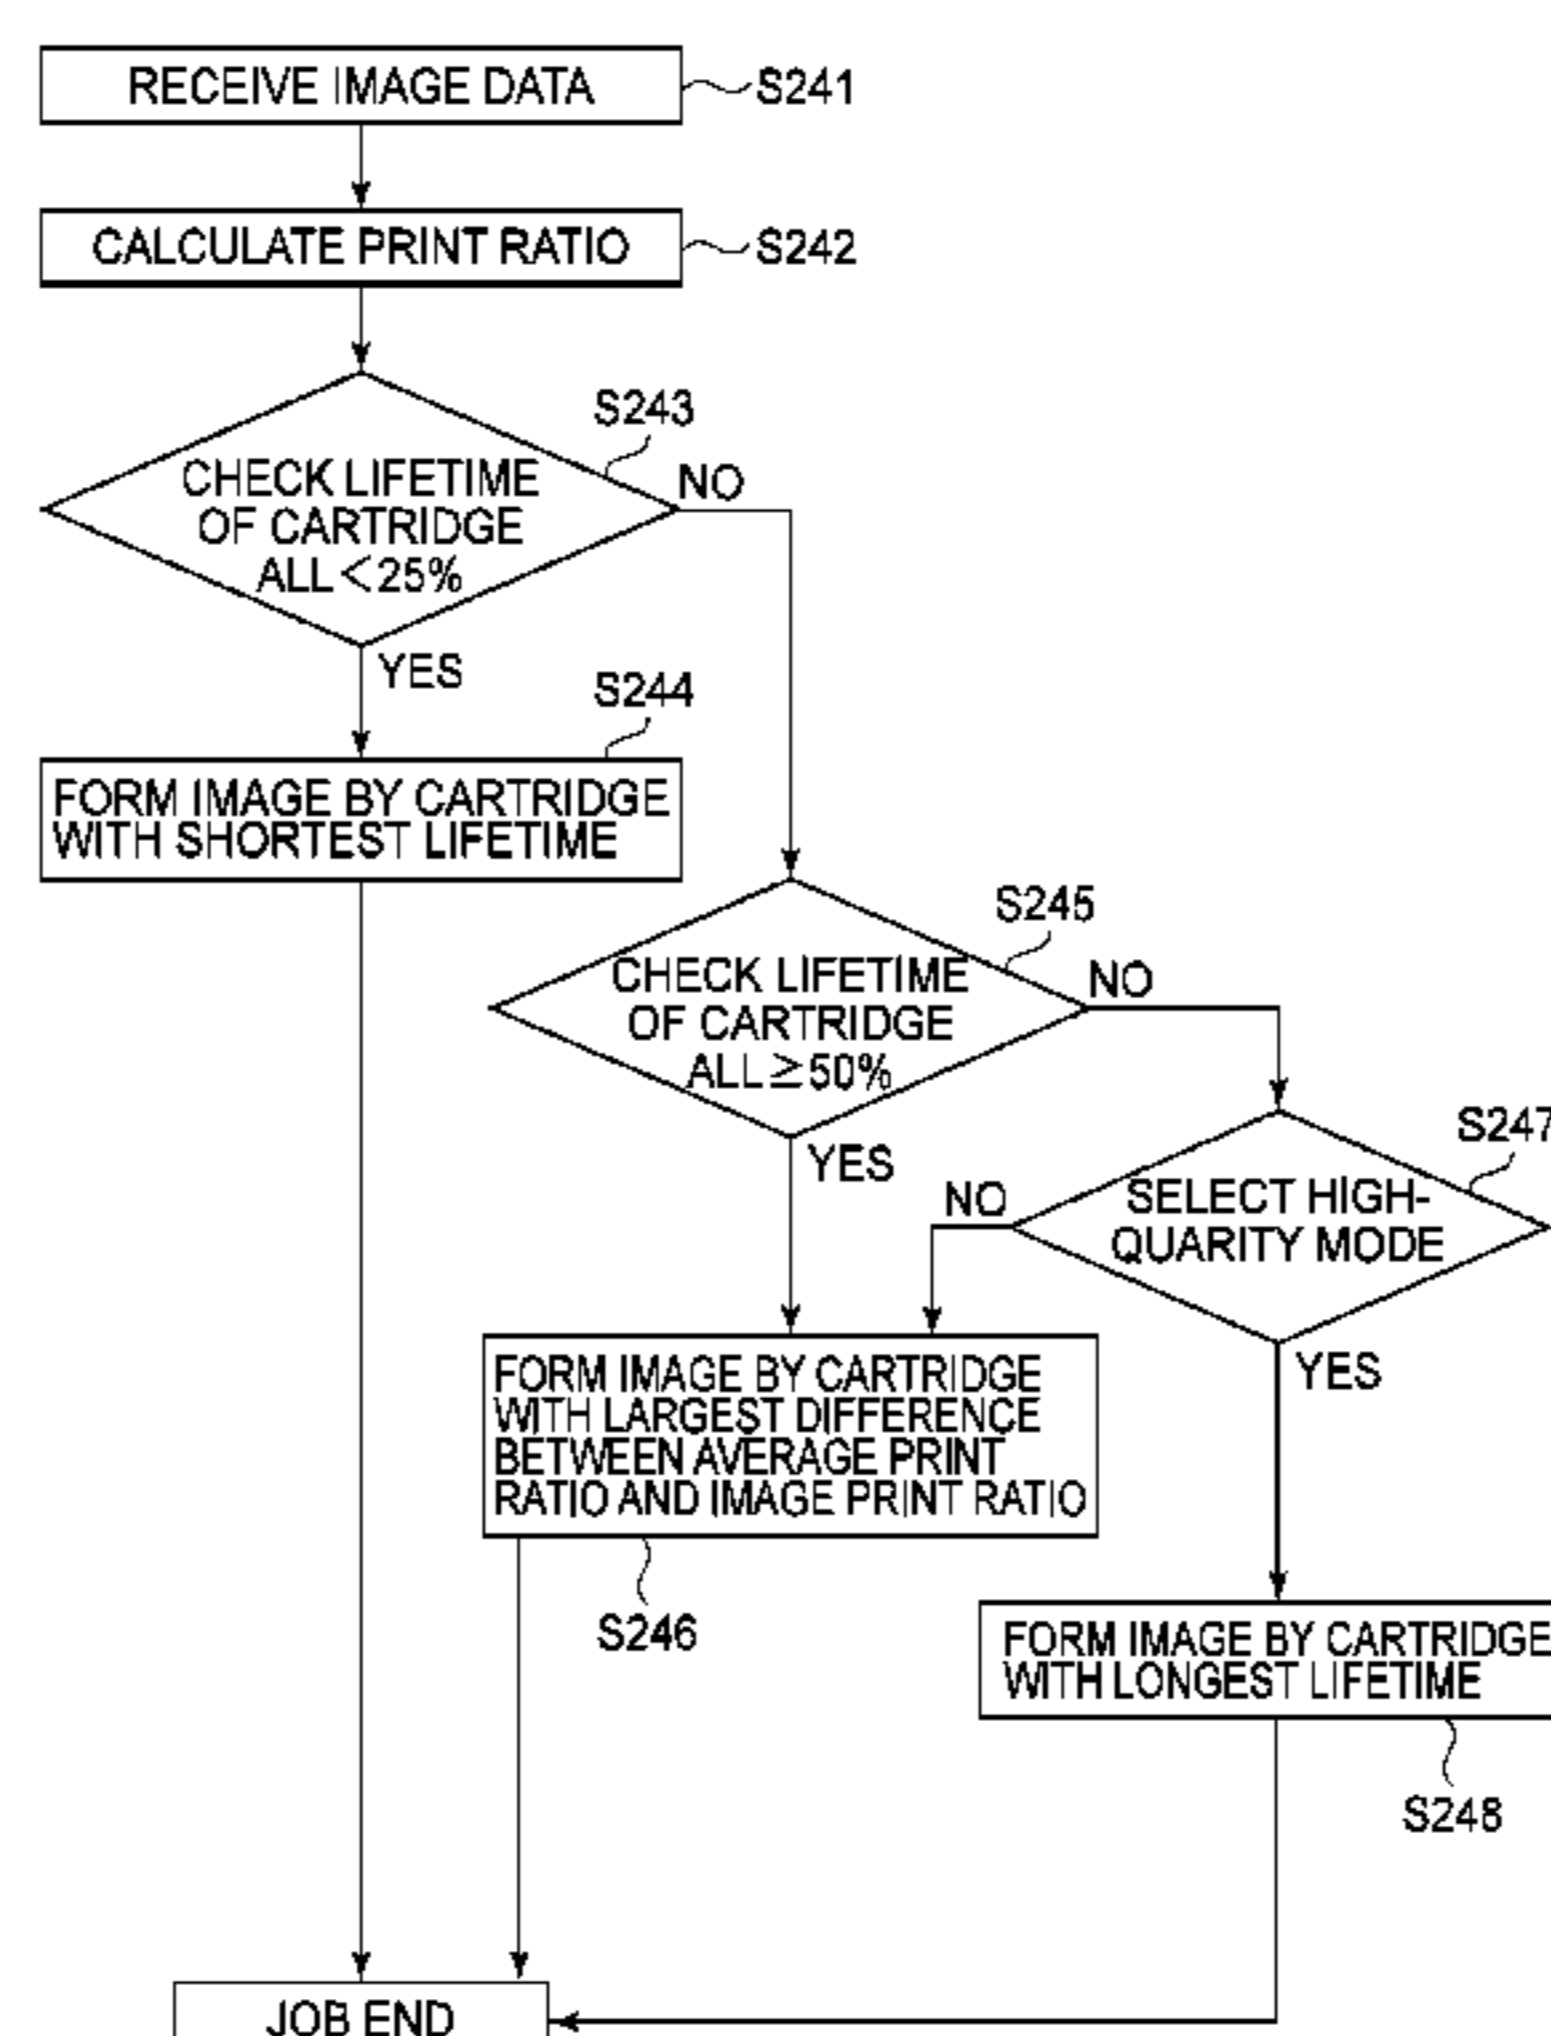 RECEIVE IMAGE DATA
S241
CALCULATE PRINT RATIO
S242
S243
CHECK LIFETIME
OF CARTRIDGE
ALL<25%
NO
YES
S244
FORM IMAGE BY CARTRIDGE
WITH SHORTEST LIFETIME
S245
CHECK LIFETIME
OF CARTRIDGE
ALL≧50%
NO
YES
S247
SELECT HIGH-
QUARITY MODE
NO
YES
FORM IMAGE BY CARTRIDGE
WITH LARGEST DIFFERENCE
BETWEEN AVERAGE PRINT
RATIO AND IMAGE PRINT RATIO
S246
FORM IMAGE BY CARTRIDGE
WITH LONGEST LIFETIME
S248
JOB END